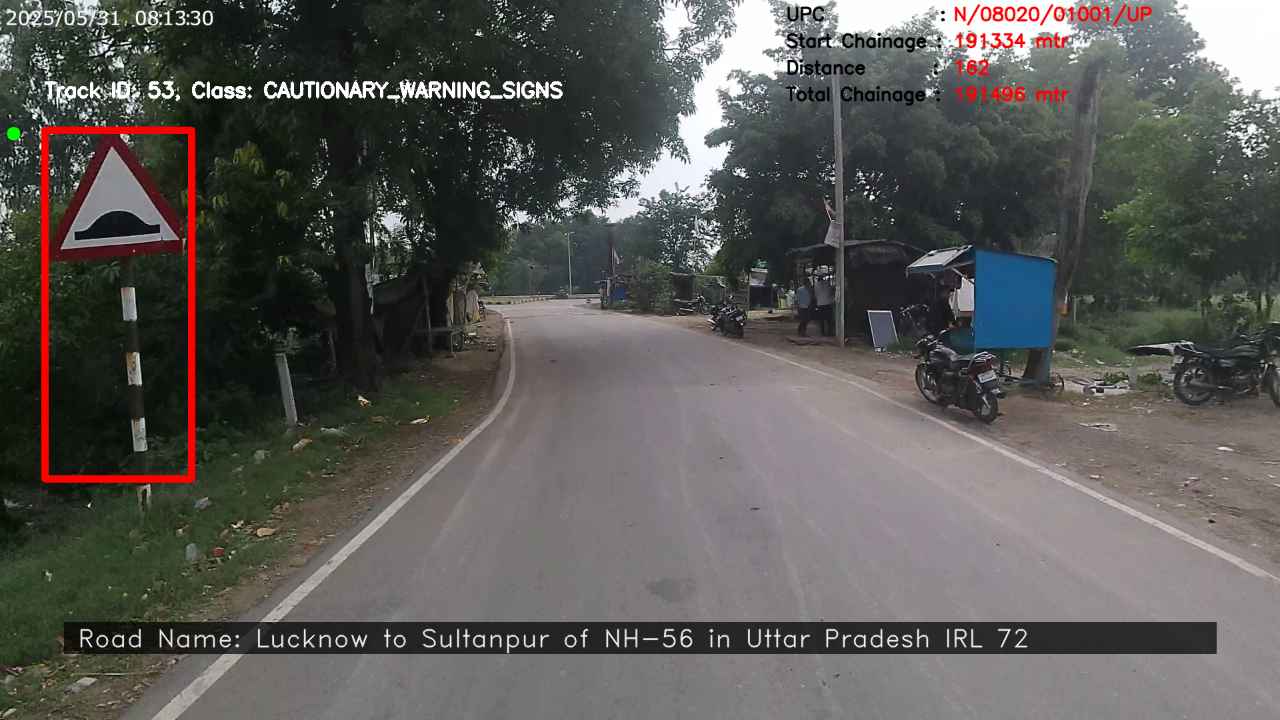 2025/05/31 08:13:30
UPC : N/08020/01001/UP
Start Chainage : 191334 mtr
Distance : 162
Total Chainage : 191496 mtr
Track ID: 53, Class: CAUTIONARY_WARNING_SIGNS
Road Name: Lucknow to Sultanpur of NH-56 in Uttar Pradesh IRL 72